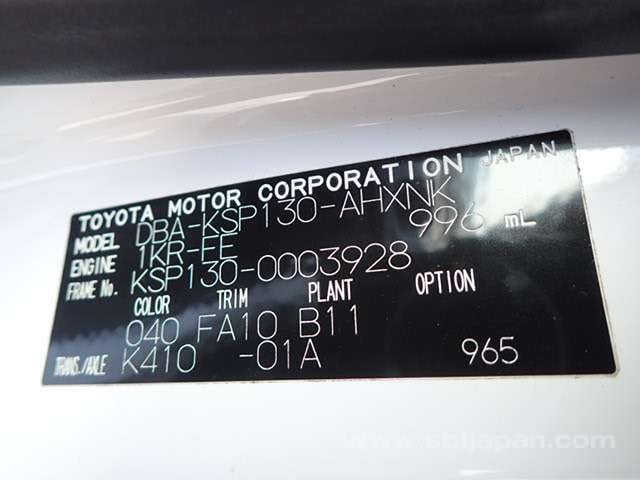 TOYOTA MOTOR CORPORATION JAPAN
MODEL DBA-KSP130-AHXNK
ENGINE 1KR-FE 996 mL
FRAME No. KSP130-0003928
COLOR TRIM PLANT OPTION
040 FA10 B11
TRANS./AXLE K410 -01A 965
www.sbtjapan.com